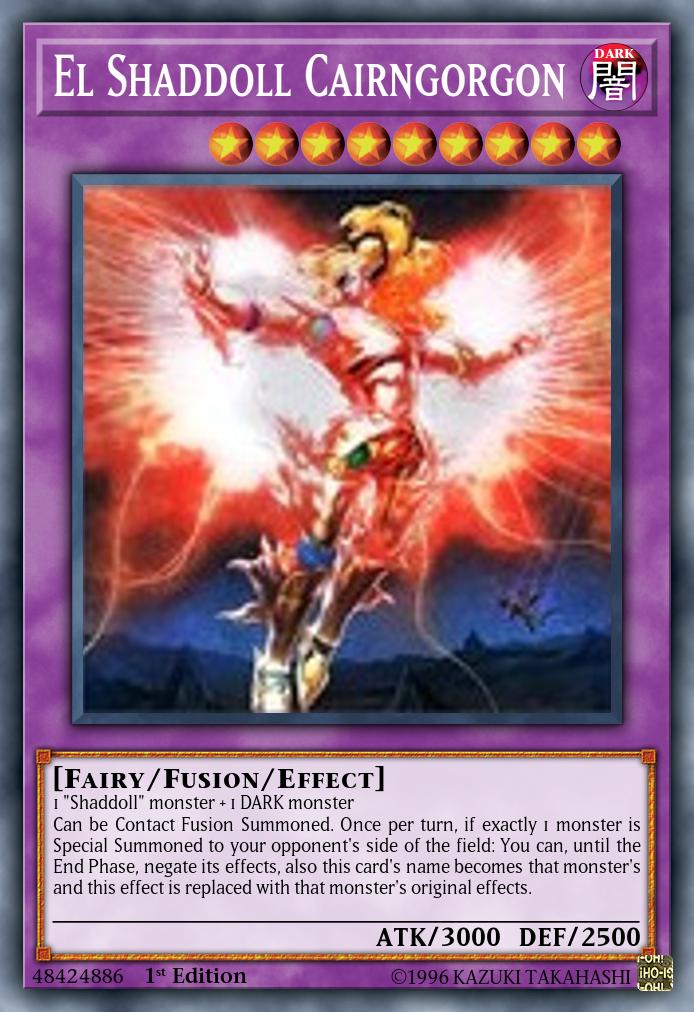 El Shaddoll Cairngorgon
DARK
闇
[Fairy/Fusion/Effect]
1 "Shaddoll" monster + 1 DARK monster
Can be Contact Fusion Summoned. Once per turn, if exactly 1 monster is
Special Summoned to your opponent's side of the field: You can, until the
End Phase, negate its effects, also this card's name becomes that monster's
and this effect is replaced with that monster's original effects.
ATK/3000 DEF/2500
48424886 1st Edition ©1996 KAZUKI TAKAHASHI